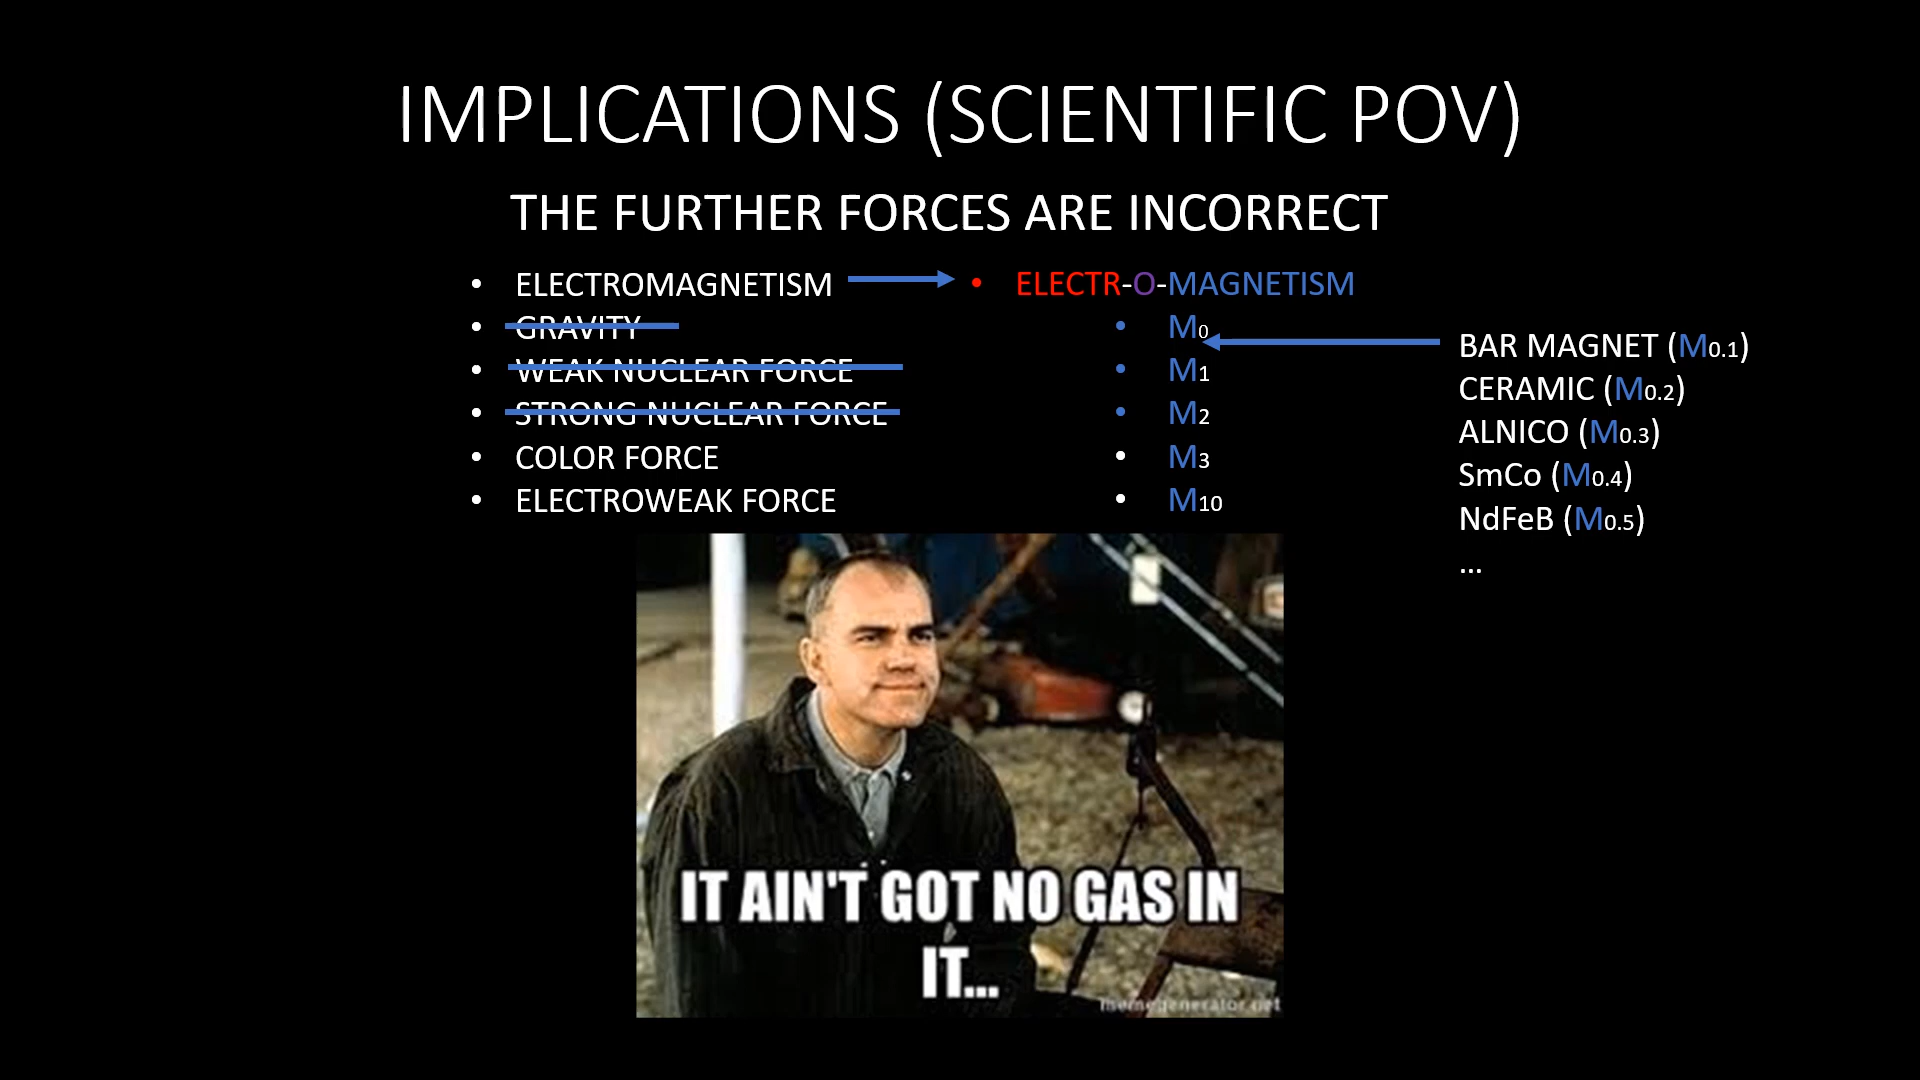 IMPLICATIONS (SCIENTIFIC POV)
THE FURTHER FORCES ARE INCORRECT
• ELECTROMAGNETISM
• GRAVITY
• WEAK NUCLEAR FORCE
• STRONG NUCLEAR FORCE
• COLOR FORCE
• ELECTROWEAK FORCE
• ELECTR-O-MAGNETISM
• M0
• M1
• M2
• M3
• M10
BAR MAGNET (M0.1)
CERAMIC (M0.2)
ALNICO (M0.3)
SmCo (M0.4)
NdFeB (M0.5)
...
IT AIN'T GOT NO GAS IN
IT...
memegenerator.net